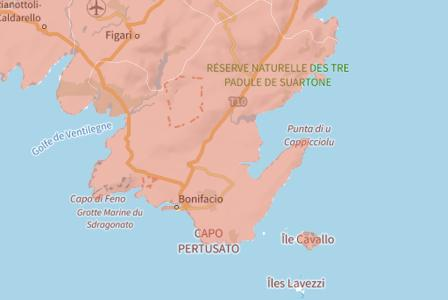 ianottoli-
Caldarello
Figari
RÉSERVE NATURELLE DES TRE
PADULE DE SUARTONE
T10
Golfe de Ventilegne
Punta di u
Cappicciolu
Capo di Feno
Grotte Marine du
Sdragonato
Bonifacio
CAPO
PERTUSATO
Île Cavallo
Îles Lavezzi